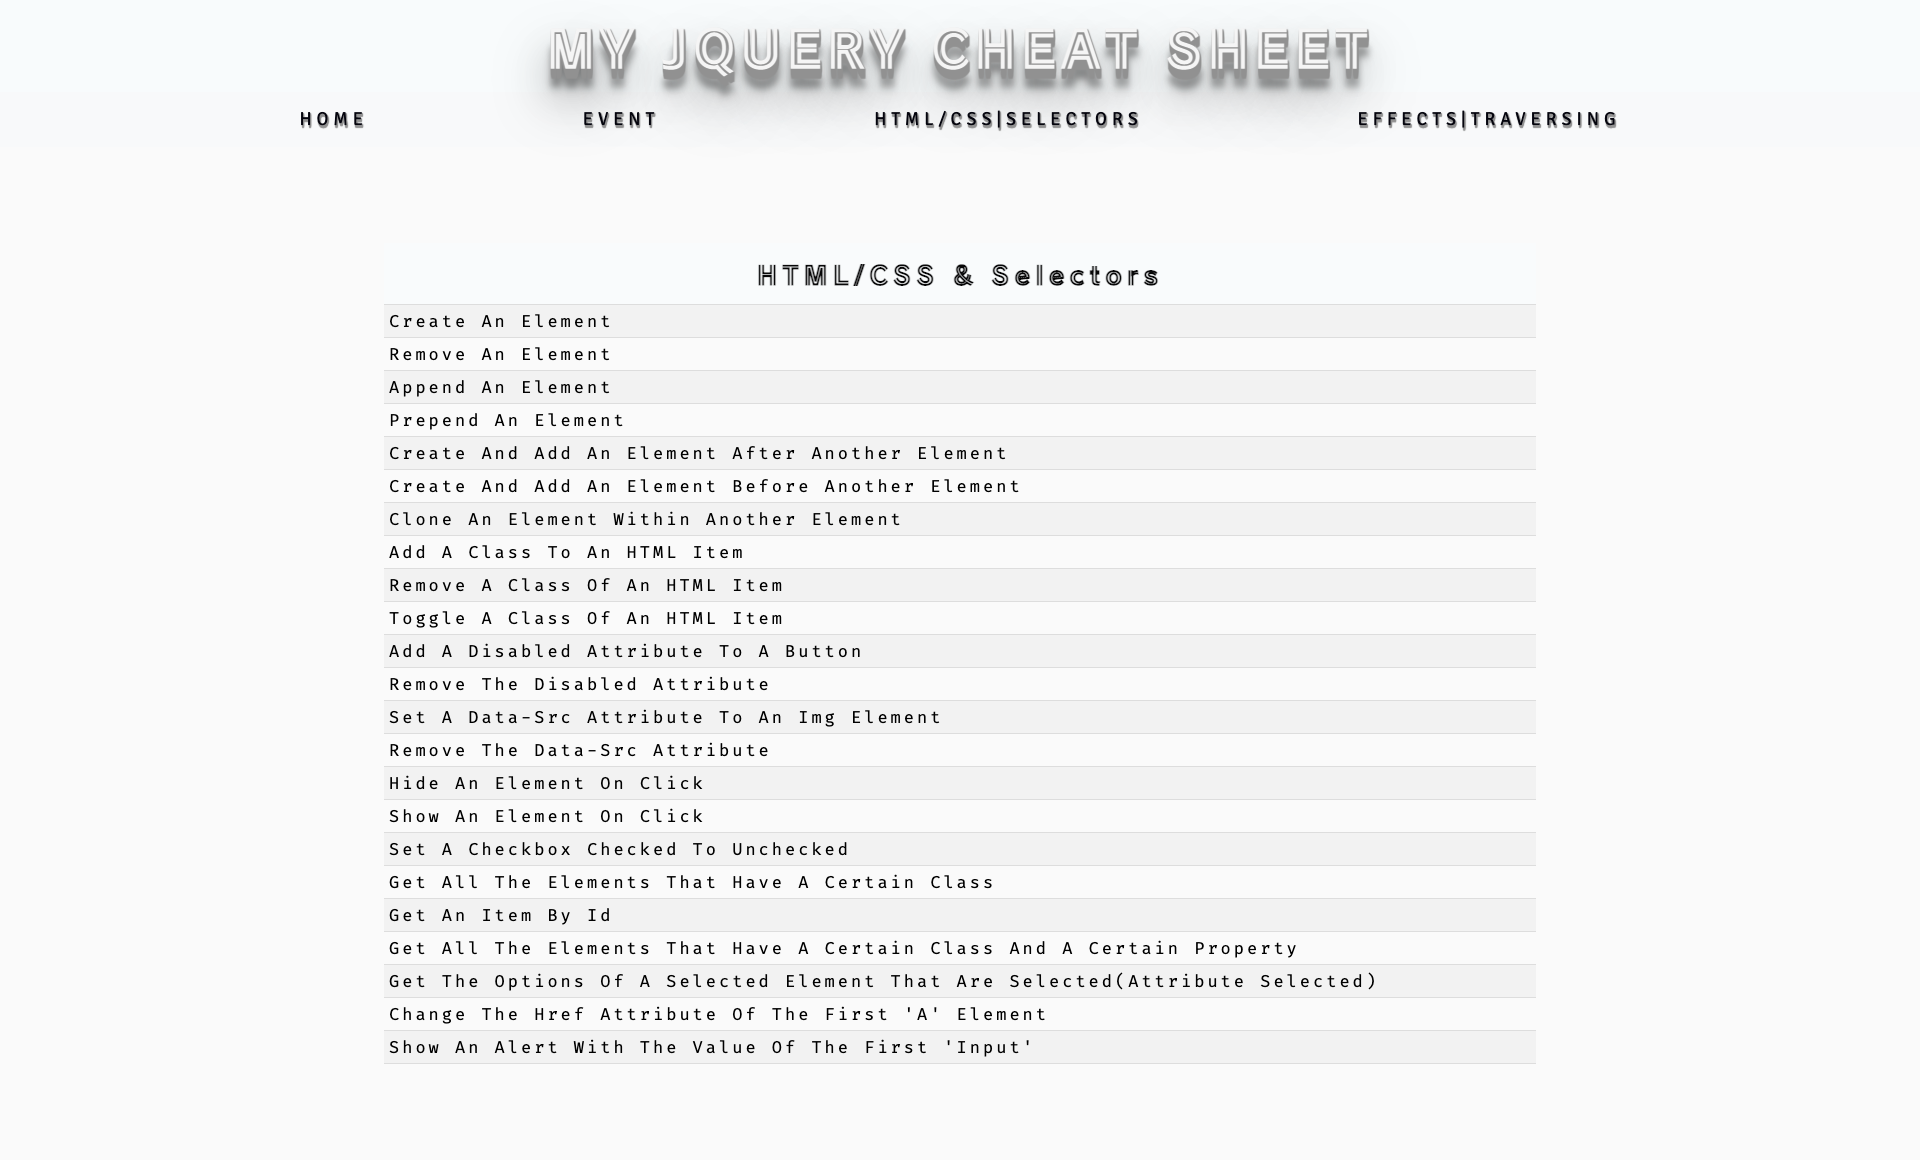 MY JQUERY CHEAT SHEET
HOME EVENT HTML/CSS|SELECTORS EFFECTS|TRAVERSING
HTML/CSS & Selectors
Create An Element
Remove An Element
Append An Element
Prepend An Element
Create And Add An Element After Another Element
Create And Add An Element Before Another Element
Clone An Element Within Another Element
Add A Class To An HTML Item
Remove A Class Of An HTML Item
Toggle A Class Of An HTML Item
Add A Disabled Attribute To A Button
Remove The Disabled Attribute
Set A Data-Src Attribute To An Img Element
Remove The Data-Src Attribute
Hide An Element On Click
Show An Element On Click
Set A Checkbox Checked To Unchecked
Get All The Elements That Have A Certain Class
Get An Item By Id
Get All The Elements That Have A Certain Class And A Certain Property
Get The Options Of A Selected Element That Are Selected(Attribute Selected)
Change The Href Attribute Of The First 'A' Element
Show An Alert With The Value Of The First 'Input'